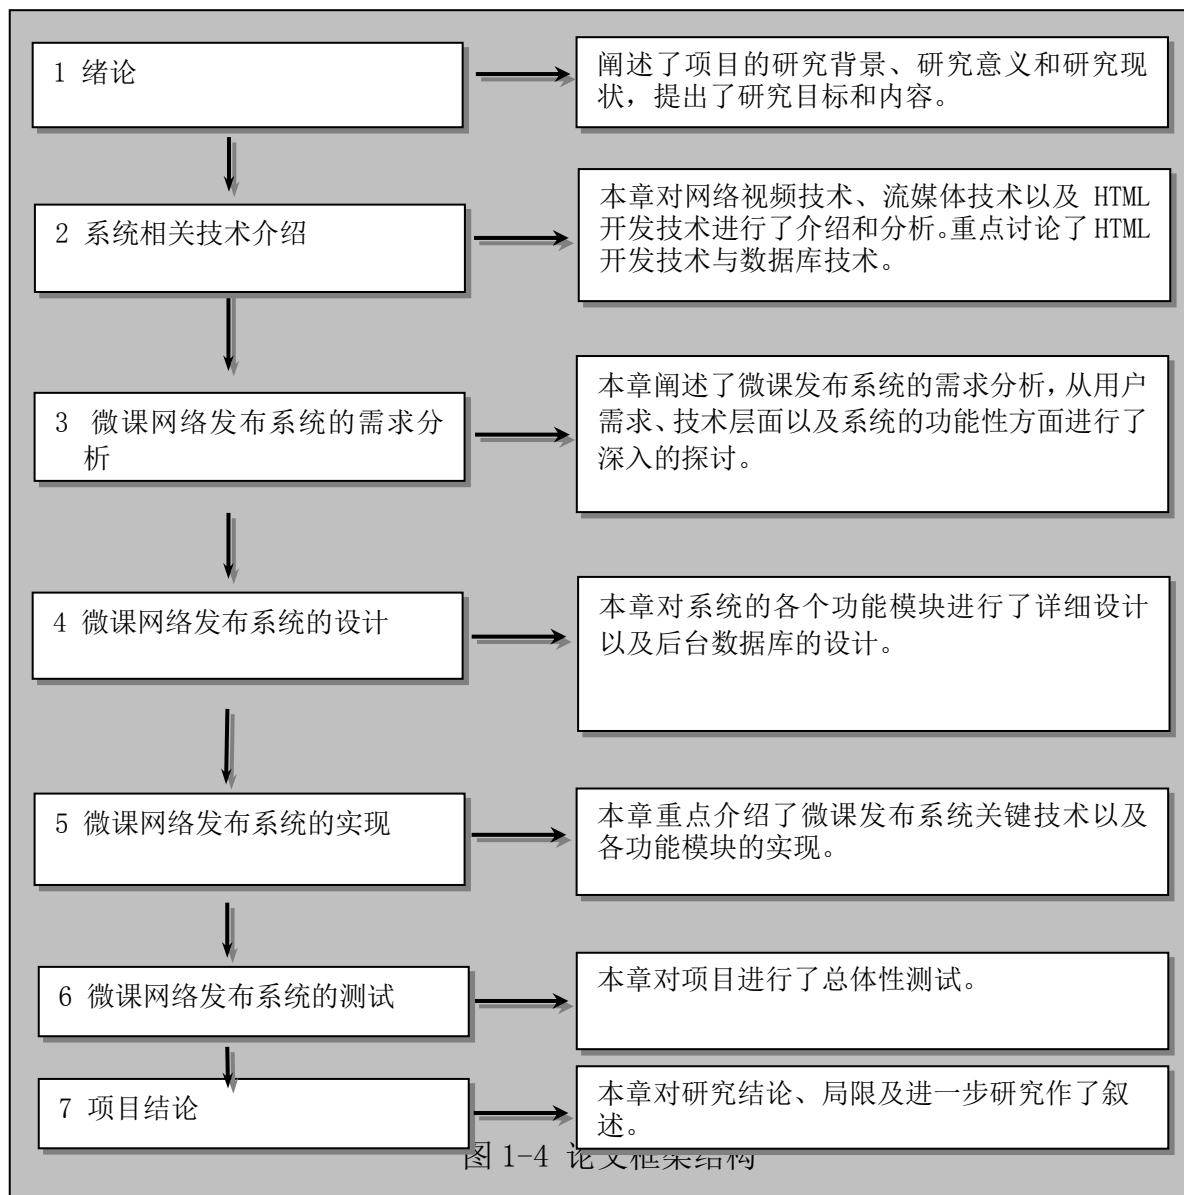 1 绪论
阐述了项目的研究背景、研究意义和研究现
状，提出了研究目标和内容。
2 系统相关技术介绍
本章对网络视频技术、流媒体技术以及 HTML
开发技术进行了介绍和分析。重点讨论了 HTML
开发技术与数据库技术。
3 微课网络发布系统的需求分
析
本章阐述了微课发布系统的需求分析，从用户
需求、技术层面以及系统的功能性方面进行了
深入的探讨。
4 微课网络发布系统的设计
本章对系统的各个功能模块进行了详细设计
以及后台数据库的设计。
5 微课网络发布系统的实现
本章重点介绍了微课发布系统关键技术以及
各功能模块的实现。
6 微课网络发布系统的测试
本章对项目进行了总体性测试。
7 项目结论
本章对研究结论、局限及进一步研究作了叙
述。
图 1-4 论文框架结构